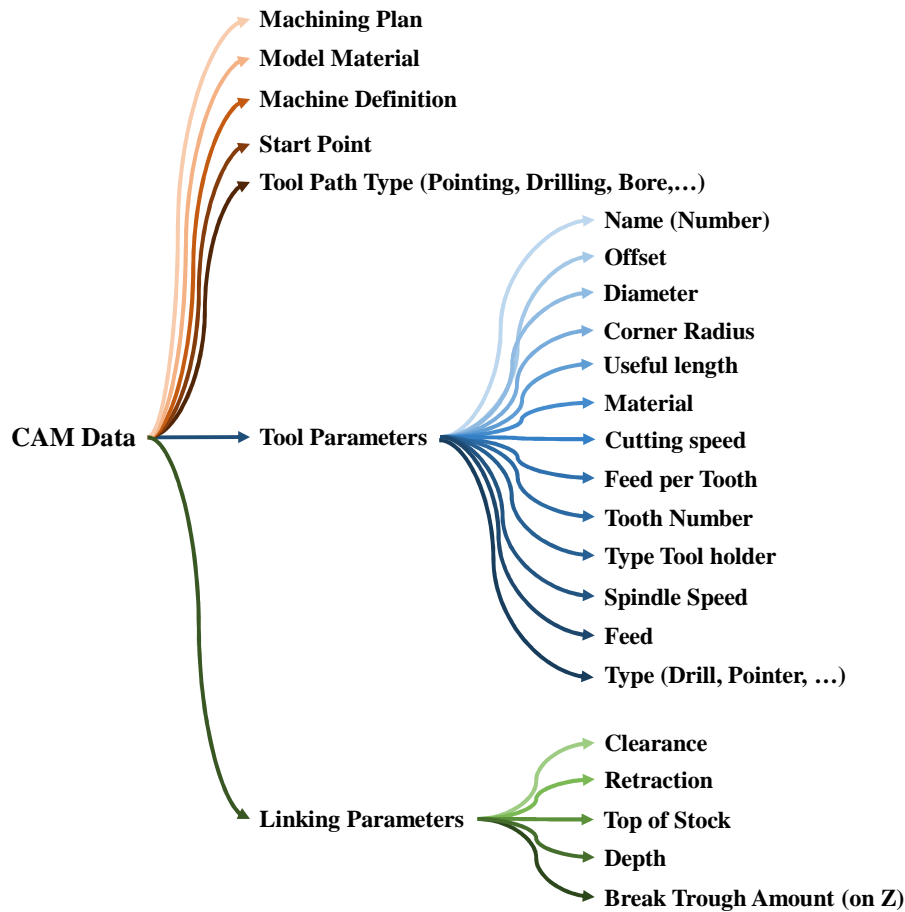 Machining Plan
Model Material
Machine Definition
Start Point
Tool Path Type (Pointing, Drilling, Bore,…)
Name (Number)
Offset
Diameter
Corner Radius
Useful length
Material
CAM Data
Tool Parameters
Cutting speed
Feed per Tooth
Tooth Number
Type Tool holder
Spindle Speed
Feed
Type (Drill, Pointer, …)
Clearance
Retraction
Linking Parameters
Top of Stock
Depth
Break Trough Amount (on Z)